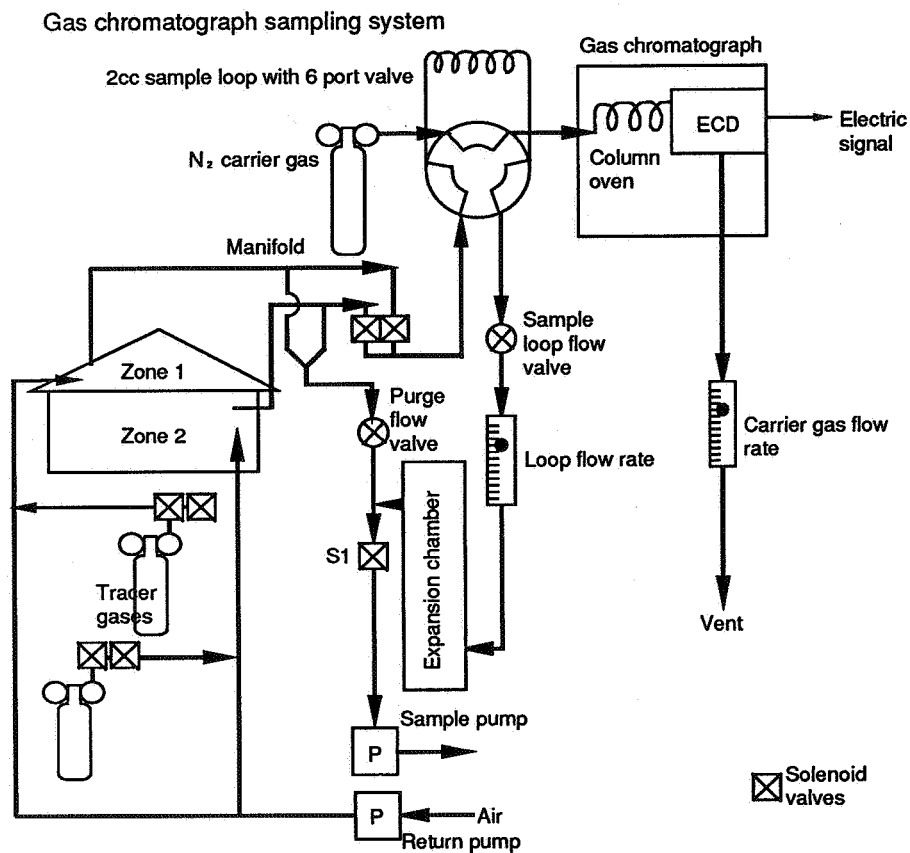 Gas chromatograph sampling system
Gas chromatograph
2cc sample loop with 6 port valve
ECD
Electric
signal
N₂ carrier gas
Column
oven
Manifold
Sample
loop flow
valve
Zone 1
Purge
flow
valve
Zone 2
Loop flow rate
Carrier gas flow
rate
S1
Expansion chamber
Tracer
gases
Vent
Sample pump
P
Solenoid
valves
P
Air
Return pump